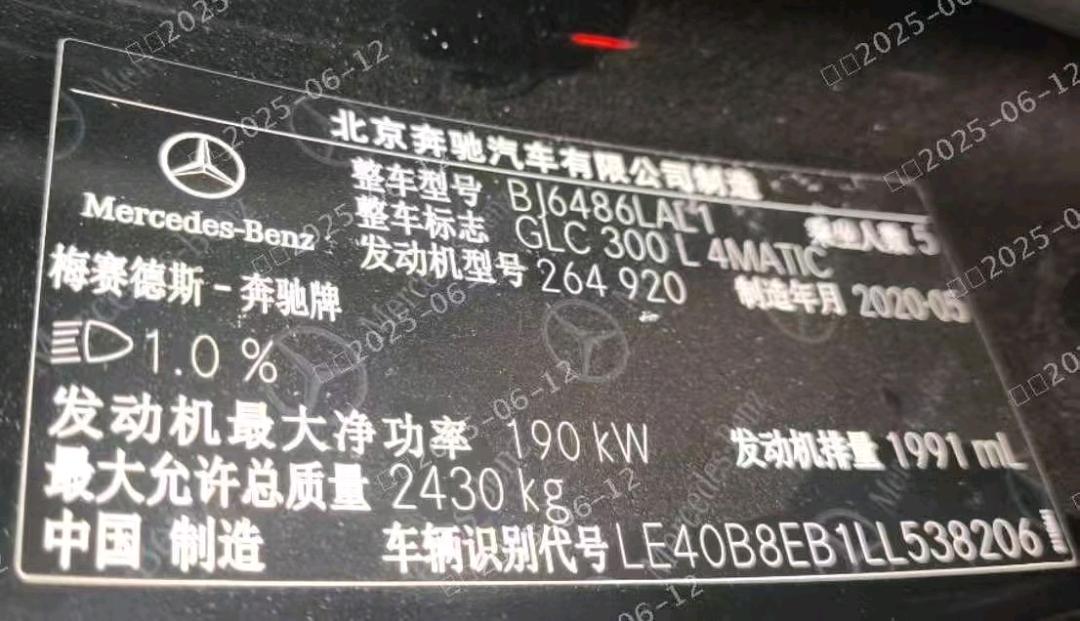 北京奔驰汽车有限公司制造
Mercedes-Benz
整车型号 BJ6486LAL1
乘坐人数 5
整车标志 GLC 300 L 4MATIC
梅赛德斯-奔驰牌
发动机型号 264 920
制造年月 2020-05
1.0 %
发动机最大净功率 190 kW
发动机排量 1991 mL
最大允许总质量 2430 kg
中国 制造
车辆识别代号 LE40B8EB1LL538206
2025-06-12